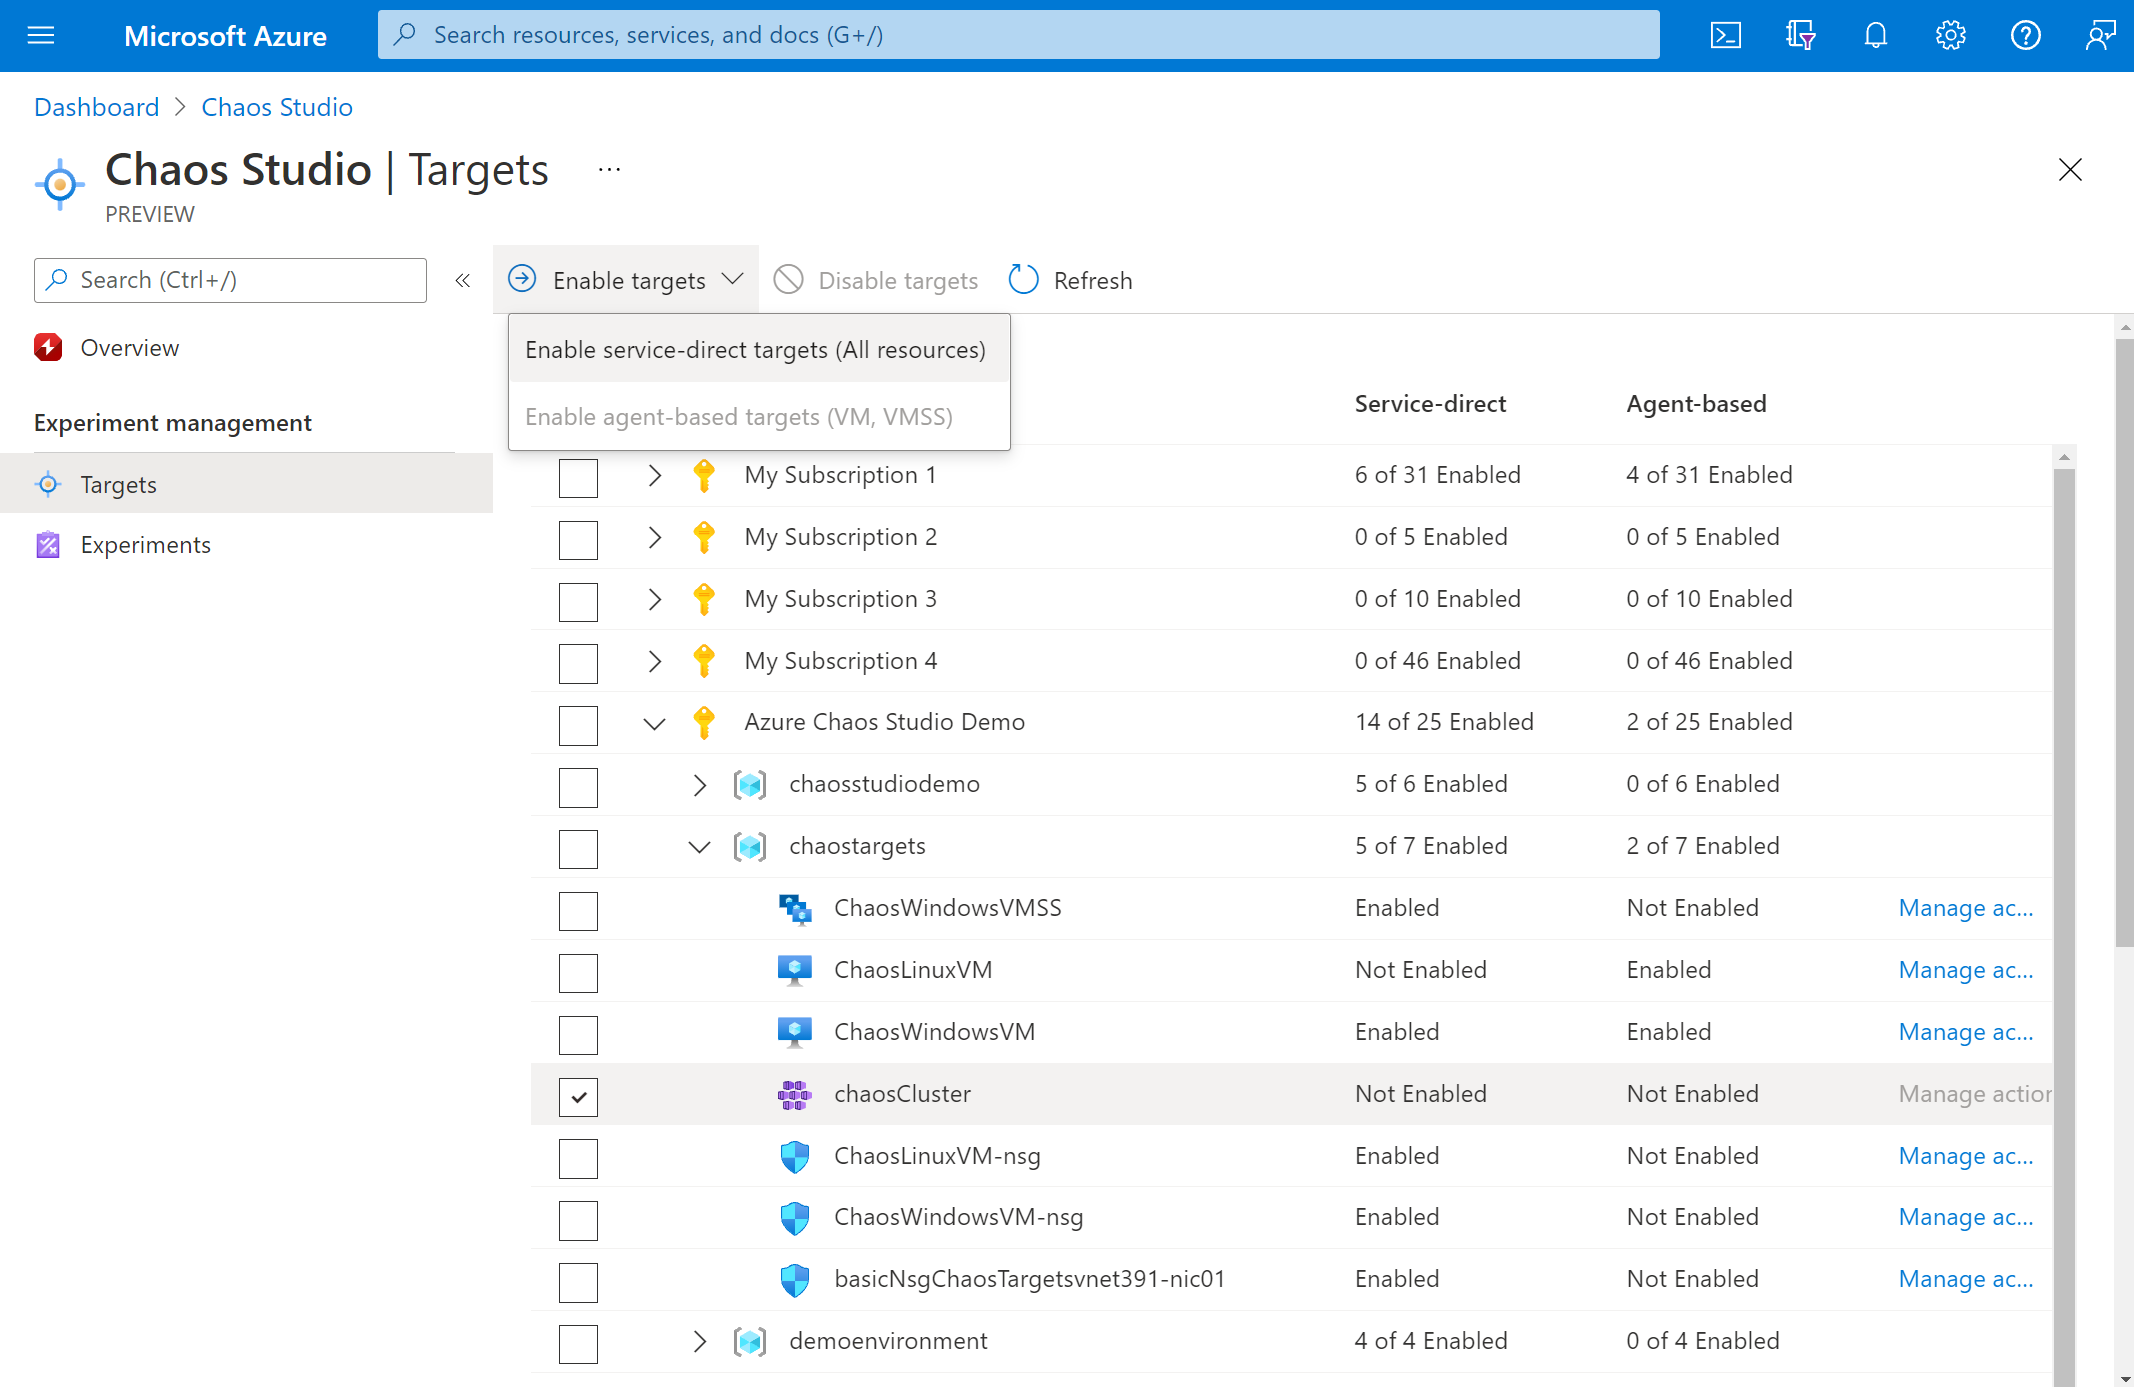 Microsoft Azure
Search resources, services, and docs (G+/)
Dashboard > Chaos Studio
Chaos Studio | Targets ...
PREVIEW
Search (Ctrl+/)
«
Enable targets
Disable targets
Refresh
Overview
Enable service-direct targets (All resources)
Enable agent-based targets (VM, VMSS)
Experiment management
Targets
Experiments
Service-direct Agent-based
My Subscription 1 6 of 31 Enabled 4 of 31 Enabled
My Subscription 2 0 of 5 Enabled 0 of 5 Enabled
My Subscription 3 0 of 10 Enabled 0 of 10 Enabled
My Subscription 4 0 of 46 Enabled 0 of 46 Enabled
Azure Chaos Studio Demo 14 of 25 Enabled 2 of 25 Enabled
chaosstudiodemo 5 of 6 Enabled 0 of 6 Enabled
chaostargets 5 of 7 Enabled 2 of 7 Enabled
ChaosWindowsVMSS Enabled Not Enabled Manage ac...
ChaosLinuxVM Not Enabled Enabled Manage ac...
ChaosWindowsVM Enabled Enabled Manage ac...
chaosCluster Not Enabled Not Enabled Manage action
ChaosLinuxVM-nsg Enabled Not Enabled Manage ac...
ChaosWindowsVM-nsg Enabled Not Enabled Manage ac...
basicNsgChaosTargetsvnet391-nic01 Enabled Not Enabled Manage ac...
demoenvironment 4 of 4 Enabled 0 of 4 Enabled